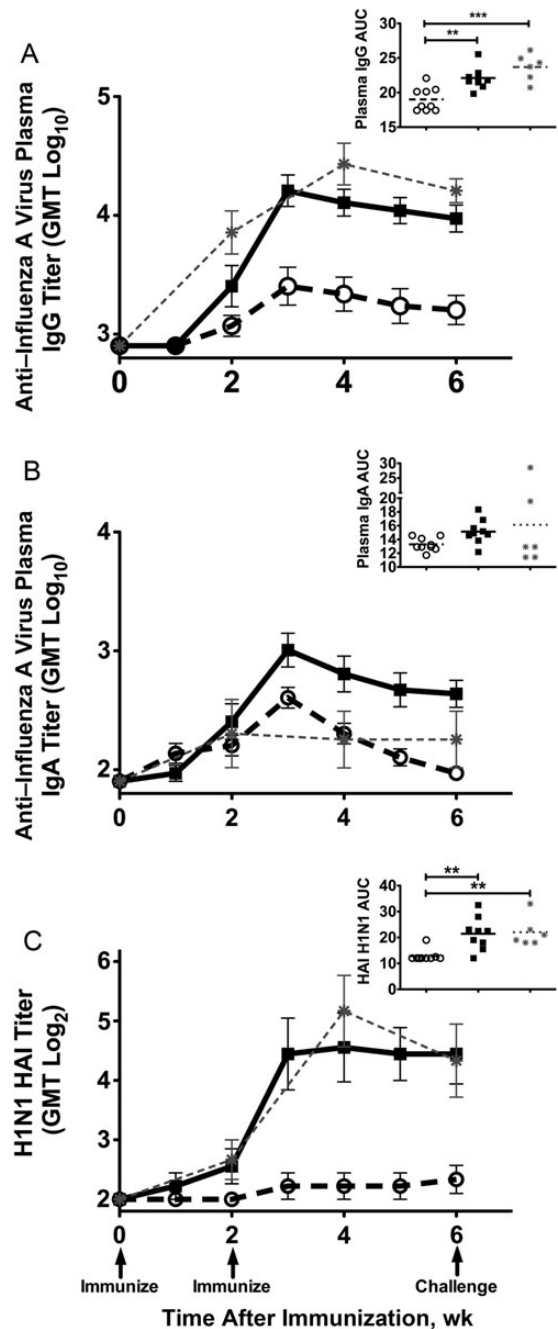 A
Anti–Influenza A Virus Plasma
IgG Titer (GMT Log10)
5
4
3
0
2
4
6
Plasma IgG AUC
30
25
20
15
***
**
B
Anti–Influenza A Virus Plasma
IgA Titer (GMT Log10)
4
3
2
0
2
4
6
Plasma IgA AUC
30
25
20
18
16
14
12
10
C
H1N1 HAI Titer
(GMT Log2)
6
5
4
3
2
0
2
4
6
HAI H1N1 AUC
40
30
20
10
0
**
**
Immunize
Immunize
Challenge
Time After Immunization, wk